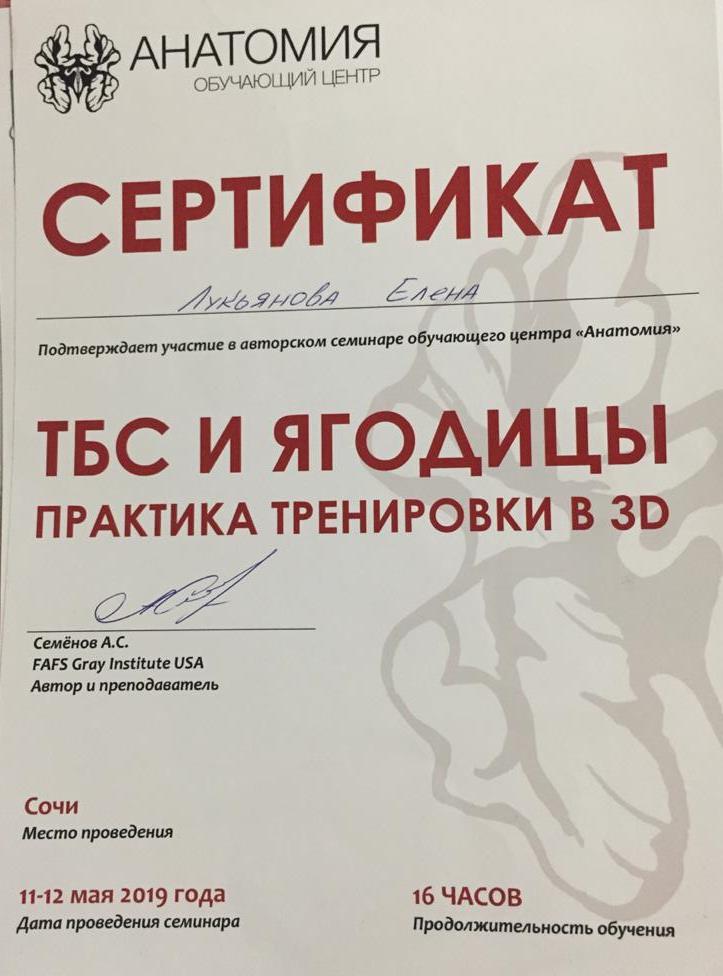 АНАТОМИЯ
ОБУЧАЮЩИЙ ЦЕНТР
СЕРТИФИКАТ
Лукьянова Елена
Подтверждает участие в авторском семинаре обучающего центра «Анатомия»
ТБС И ЯГОДИЦЫ
ПРАКТИКА ТРЕНИРОВКИ В 3D
Семёнов А.С.
FAFS Gray Institute USA
Автор и преподаватель
Сочи
Место проведения
11-12 мая 2019 года
Дата проведения семинара
16 ЧАСОВ
Продолжительность обучения